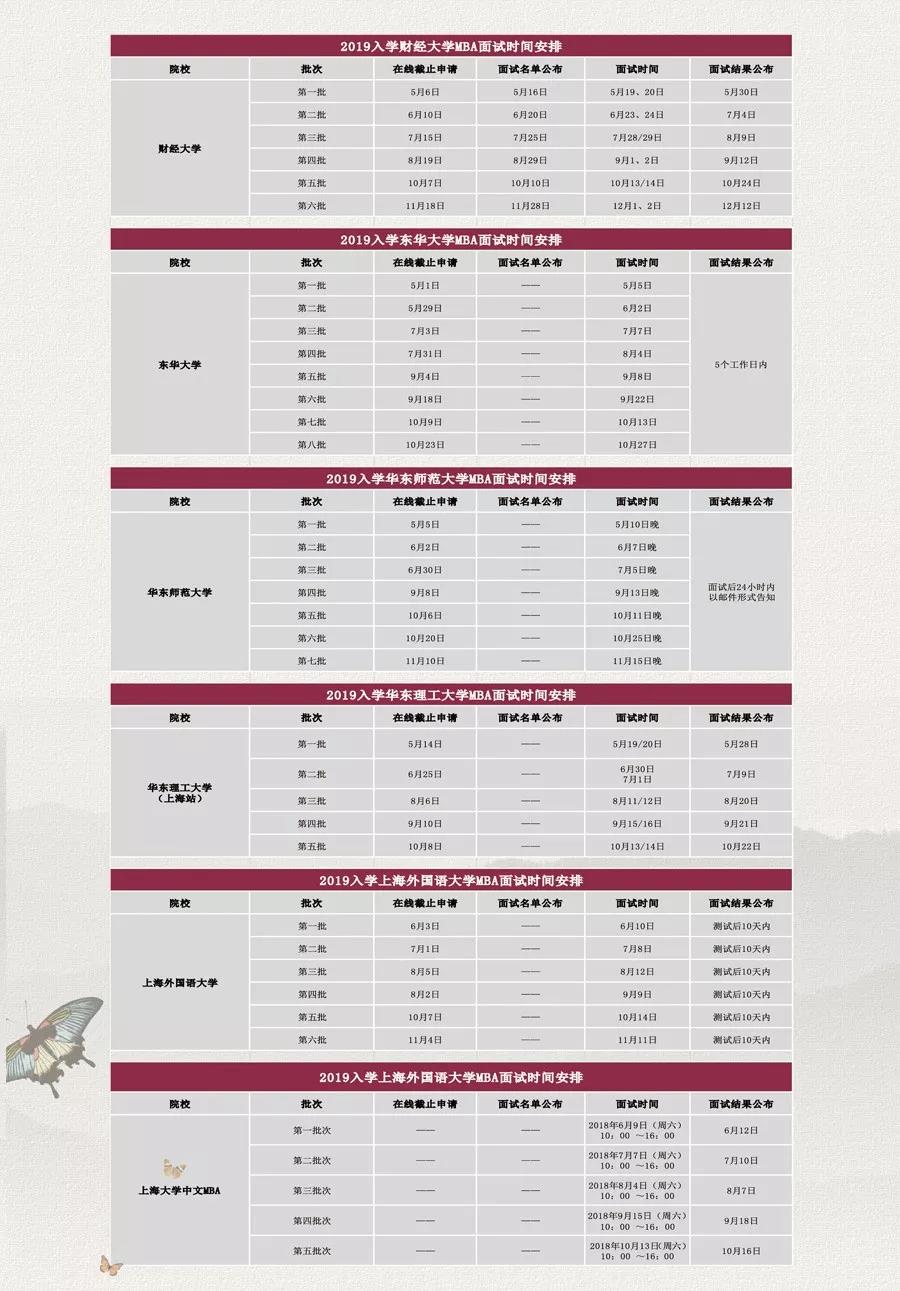 2019入学财经大学MBA面试时间安排
院校 批次 在线截止申请 面试名单公布 面试时间 面试结果公布
财经大学
第一批 5月6日 5月16日 5月19、20日 5月30日
第二批 6月10日 6月20日 6月23、24日 7月4日
第三批 7月15日 7月25日 7月28/29日 8月9日
第四批 8月19日 8月29日 9月1、2日 9月12日
第五批 10月7日 10月10日 10月13/14日 10月24日
第六批 11月18日 11月28日 12月1、2日 12月12日
2019入学东华大学MBA面试时间安排
院校 批次 在线截止申请 面试名单公布 面试时间 面试结果公布
东华大学
第一批 5月1日 —— 5月5日
第二批 5月29日 —— 6月2日
第三批 7月3日 —— 7月7日
第四批 7月31日 —— 8月4日
5个工作日内
第五批 9月4日 —— 9月8日
第六批 9月18日 —— 9月22日
第七批 10月9日 —— 10月13日
第八批 10月23日 —— 10月27日
2019入学华东师范大学MBA面试时间安排
院校 批次 在线截止申请 面试名单公布 面试时间 面试结果公布
华东师范大学
第一批 5月5日 —— 5月10日晚
第二批 6月2日 —— 6月7日晚
第三批 6月30日 —— 7月5日晚
第四批 9月8日 —— 9月13日晚
面试后24小时内
以邮件形式告知
第五批 10月6日 —— 10月11日晚
第六批 10月20日 —— 10月25日晚
第七批 11月10日 —— 11月15日晚
2019入学华东理工大学MBA面试时间安排
院校 批次 在线截止申请 面试名单公布 面试时间 面试结果公布
华东理工大学
（上海站）
第一批 5月14日 —— 5月19/20日 5月28日
第二批 6月25日 —— 6月30日
7月1日 7月9日
第三批 8月6日 —— 8月11/12日 8月20日
第四批 9月10日 —— 9月15/16日 9月21日
第五批 10月8日 —— 10月13/14日 10月22日
2019入学上海外国语大学MBA面试时间安排
院校 批次 在线截止申请 面试名单公布 面试时间 面试结果公布
上海外国语大学
第一批 6月3日 —— 6月10日 测试后10天内
第二批 7月1日 —— 7月8日 测试后10天内
第三批 8月5日 —— 8月12日 测试后10天内
第四批 8月2日 —— 9月9日 测试后10天内
第五批 10月7日 —— 10月14日 测试后10天内
第六批 11月4日 —— 11月11日 测试后10天内
2019入学上海外国语大学MBA面试时间安排
院校 批次 在线截止申请 面试名单公布 面试时间 面试结果公布
上海大学中文MBA
第一批次 —— —— 2018年6月9日（周六）
10：00 ～16：00 6月12日
第二批次 —— —— 2018年7月7日（周六）
10：00 ～16：00 7月10日
第三批次 —— —— 2018年8月4日（周六）
10：00 ～16：00 8月7日
第四批次 —— —— 2018年9月15日（周六）
10：00 ～16：00 9月18日
第五批次 —— —— 2018年10月13日（周六）
10：00 ～16：00 10月16日